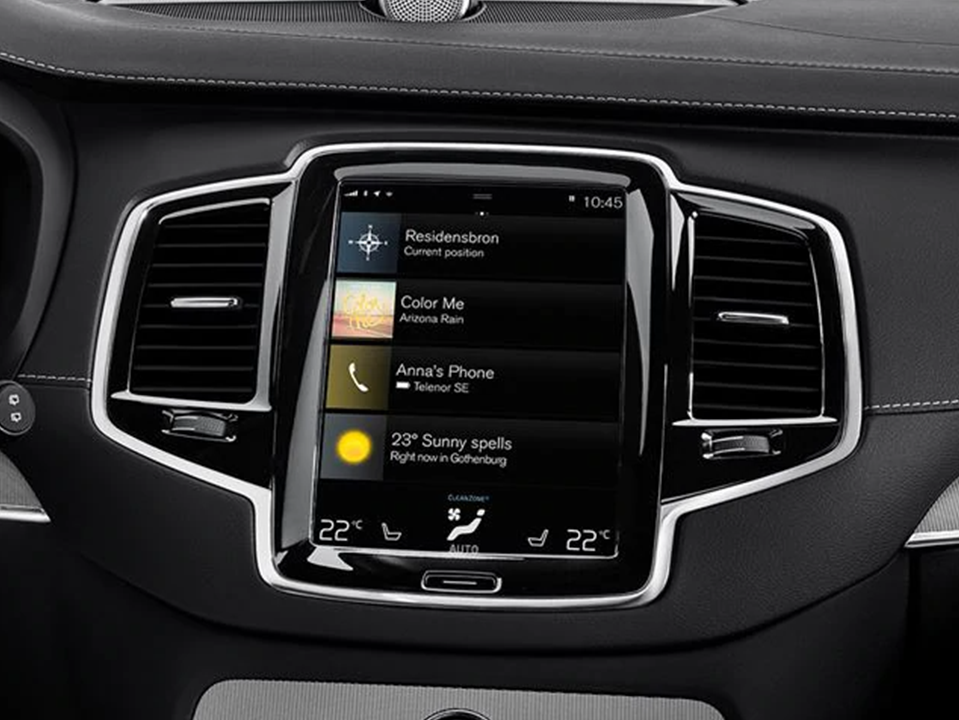 10:45
Residensbron
Current position
Color Me
Arizona Rain
Anna's Phone
Telenor SE
23° Sunny spells
Right now in Gothenburg
CLEANZONE
22°C
22°C
AUTO